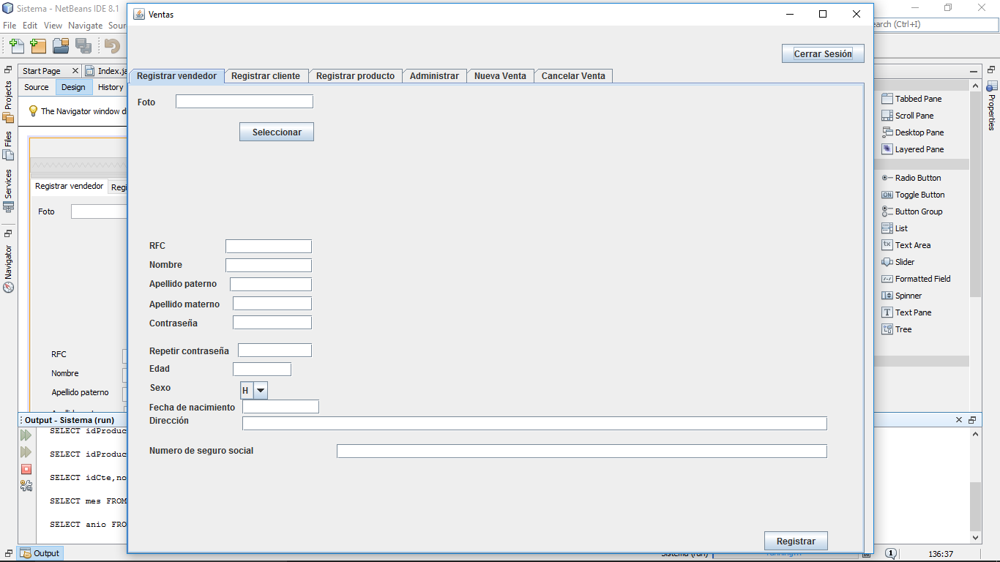 Sistema - NetBeans IDE 8.1
Ventas
File Edit View Navigate
earch (Ctrl+I)
Cerrar Sesión
Start Page
Index.ja
Source Design History
The Navigator window d
Projects
Files
Services
Navigator
Registrar vendedor Regi
Foto
RFC
Nombre
Apellido paterno
Registrar vendedor
Registrar cliente
Registrar producto
Administrar
Nueva Venta
Cancelar Venta
Foto
Seleccionar
RFC
Nombre
Apellido paterno
Apellido materno
Contraseña
Repetir contraseña
Edad
Sexo
H
Fecha de nacimiento
Dirección
Numero de seguro social
Registrar
Tabbed Pane
Scroll Pane
Desktop Pane
Layered Pane
Radio Button
ON Toggle Button
Button Group
List
Text Area
Slider
Formatted Field
Spinner
Text Pane
Tree
Properties
Output - Sistema (run)
SELECT idProduc
SELECT idProduc
SELECT idCte,no
SELECT mes FROM
SELECT anio FRO
Output
Sistema (run)
1
136:37